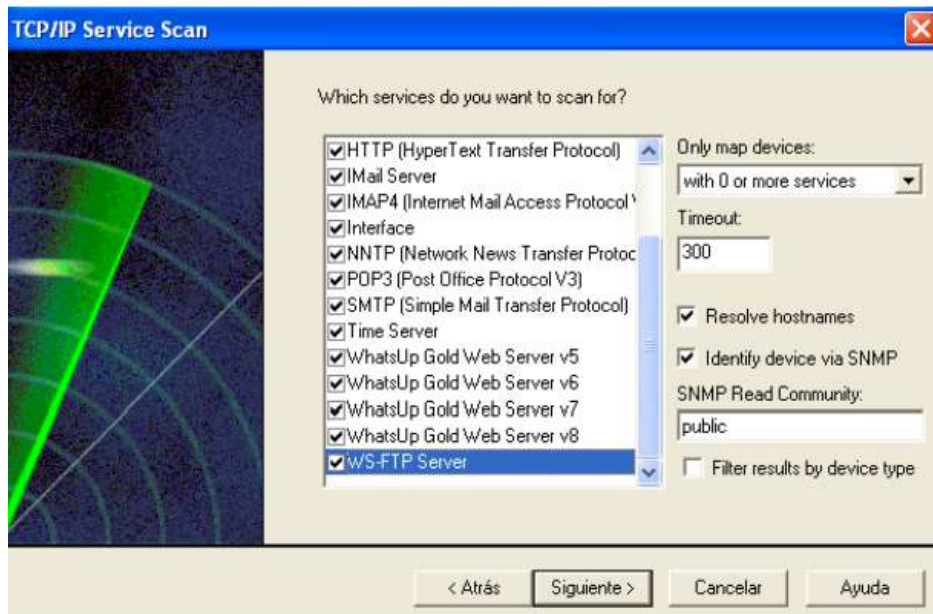 TCP/IP Service Scan
Which services do you want to scan for?
HTTP (HyperText Transfer Protocol)
IMail Server
IMAP4 (Internet Mail Access Protocol
Interface
NNTP (Network News Transfer Protoc
POP3 (Post Office Protocol V3)
SMTP (Simple Mail Transfer Protocol)
Time Server
WhatsUp Gold Web Server v5
WhatsUp Gold Web Server v6
WhatsUp Gold Web Server v7
WhatsUp Gold Web Server v8
WS-FTP Server
Only map devices:
with 0 or more services
Timeout:
300
Resolve hostnames
Identify device via SNMP
SNMP Read Community:
public
Filter results by device type
< Atrás
Siguiente >
Cancelar
Ayuda